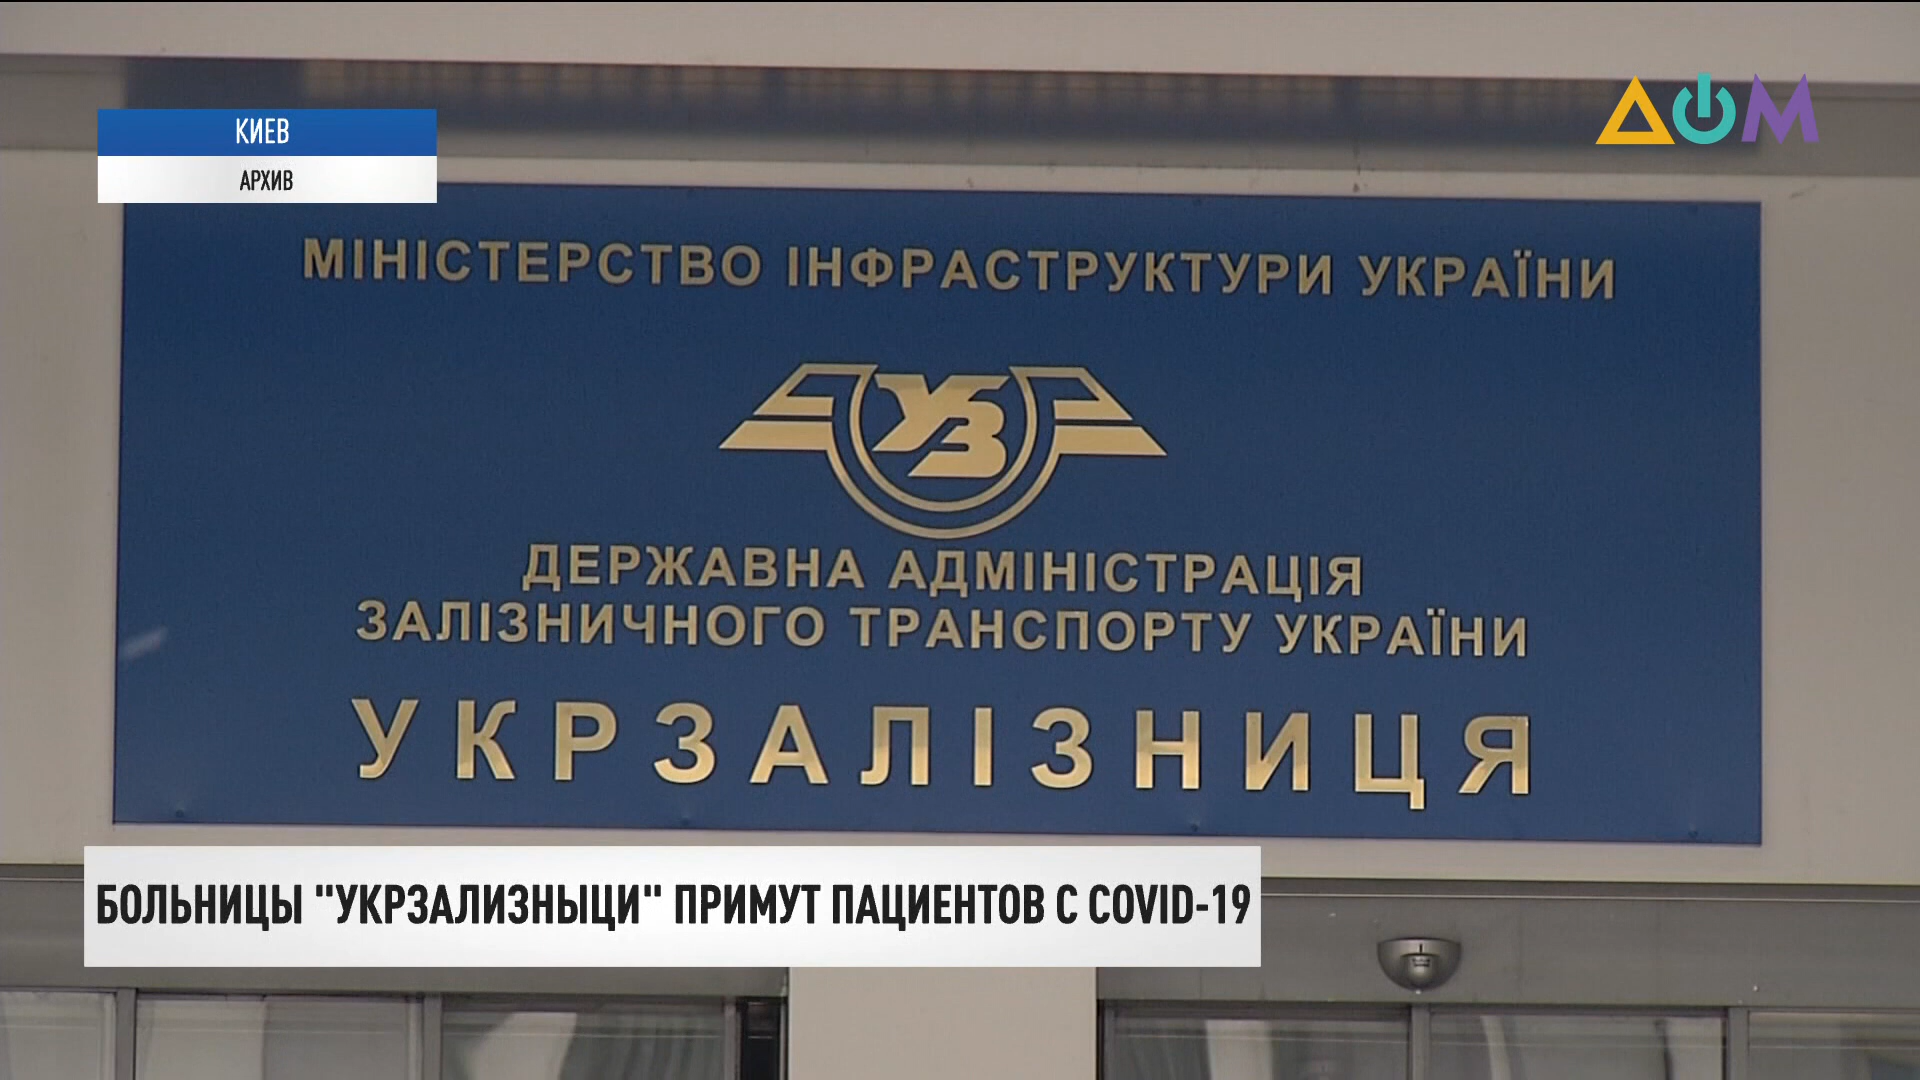 ДОМ
КИЕВ
АРХИВ
МІНІСТЕРСТВО ІНФРАСТРУКТУРИ УКРАЇНИ
УЗ
ДЕРЖАВНА АДМІНІСТРАЦІЯ
ЗАЛІЗНИЧНОГО ТРАНСПОРТУ УКРАЇНИ
УКРЗАЛІЗНИЦЯ
БОЛЬНИЦЫ "УКРЗАЛИЗНЫЦИ" ПРИМУТ ПАЦИЕНТОВ С COVID-19